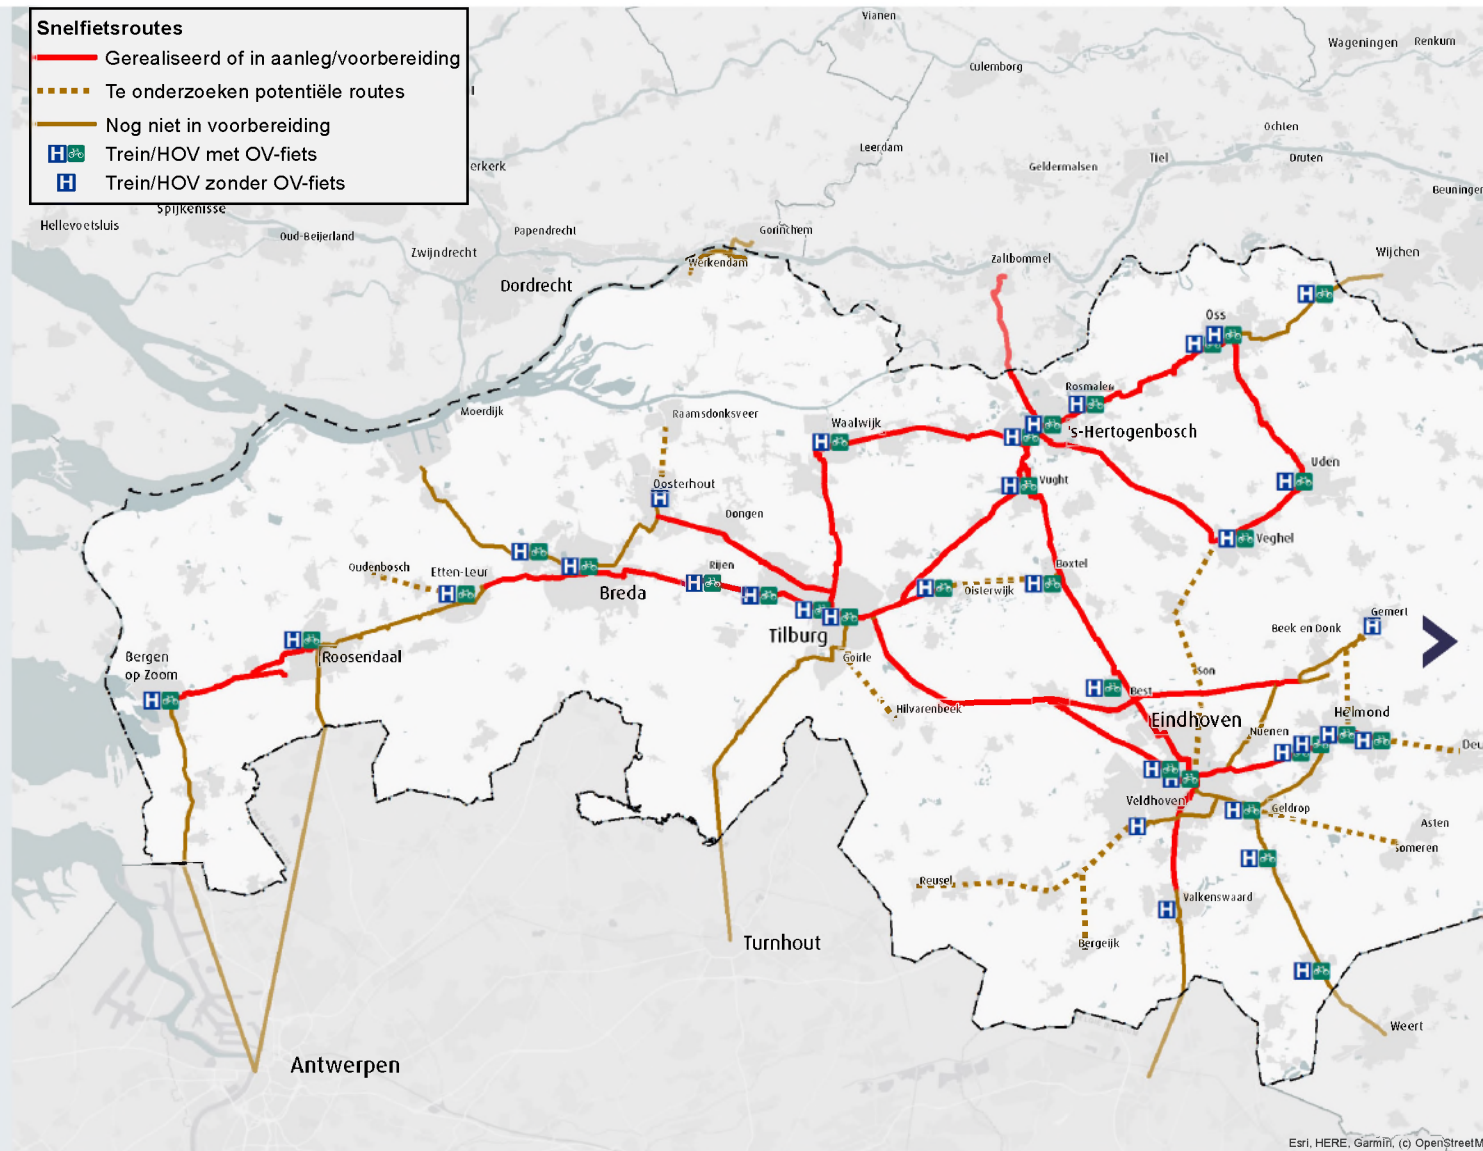 Snelfietsroutes
Gerealiseerd of in aanleg/voorbereiding
Te onderzoeken potentiële routes
Nog niet in voorbereiding
H Trein/HOV met OV-fiets
H Trein/HOV zonder OV-fiets
Vianen
Wageningen
Renkum
Culemborg
Ochten
Leerdam
Tiel
Druten
Geldermalsen
erkerk
Beuningen
Spijkenisse
Hellevoetsluis
Oud-Beijerland
Papendrecht
Gorinchem
Zwijndrecht
Werkendam
Zaltbommel
Wijchen
Dordrecht
Oss
Rosmalen
Moerdijk
Raamsdonksveer
Waalwijk
's-Hertogenbosch
Uden
Vught
Oosterhout
Dongen
Veghel
Oudenbosch
Etten-Leur
Rijen
Boxtel
Breda
Oisterwijk
Gemert
Beek en Donk
Tilburg
Goirle
Bergen
op Zoom
Roosendaal
Son
Best
Hilvarenbeek
Eindhoven
Helmond
Nuenen
Deu
Veldhoven
Geldrop
Asten
Someren
Reusel
Valkenswaard
Turnhout
Bergeijk
Weert
Antwerpen
Esri, HERE, Garmin, (c) OpenStreetM